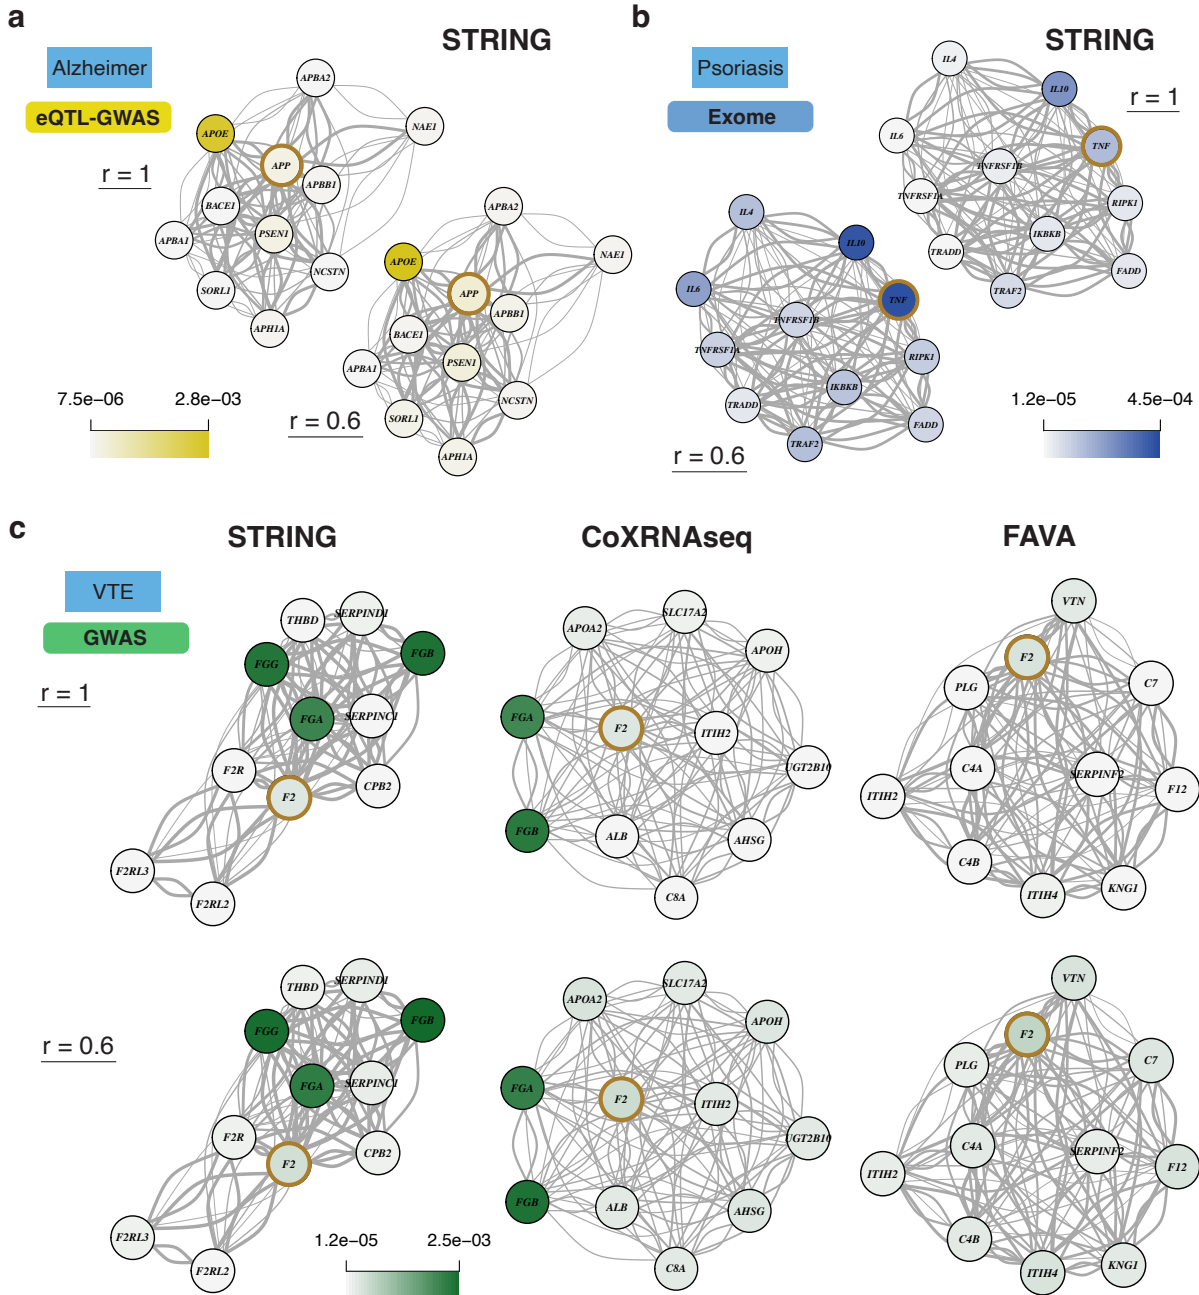 a
STRING
Alzheimer
eQTL-GWAS
r = 1
APBA2
NAE1
APOE
APP
APBB1
BACE1
PSEN1
APBA1
NCSTN
SORL1
APH1A
APBA2
NAE1
APOE
APP
APBB1
BACE1
PSEN1
APBA1
NCSTN
SORL1
APH1A
r = 0.6
7.5e−06
2.8e−03
b
STRING
Psoriasis
Exome
r = 1
IL4
IL10
IL6
TNF
TNFRSF1B
TNFRSF1A
RIPK1
IKBKB
TRADD
FADD
TRAF2
IL4
IL10
IL6
TNF
TNFRSF1B
TNFRSF1A
RIPK1
IKBKB
TRADD
FADD
TRAF2
r = 0.6
1.2e−05
4.5e−04
c
STRING
CoXRNAseq
FAVA
VTE
GWAS
r = 1
THBD
SERPIND1
FGG
FGB
FGA
SERPINC1
F2R
F2
CPB2
F2RL3
F2RL2
SLC17A2
APOA2
APOH
FGA
F2
ITIH2
UGT2B10
FGB
ALB
AHSG
C8A
VTN
F2
PLG
C7
C4A
SERPINF2
ITIH2
F12
C4B
ITIH4
KNG1
r = 0.6
THBD
SERPIND1
FGG
FGB
FGA
SERPINC1
F2R
F2
CPB2
F2RL3
F2RL2
SLC17A2
APOA2
APOH
FGA
F2
ITIH2
UGT2B10
FGB
ALB
AHSG
C8A
VTN
F2
PLG
C7
C4A
SERPINF2
ITIH2
F12
C4B
ITIH4
KNG1
1.2e−05
2.5e−03